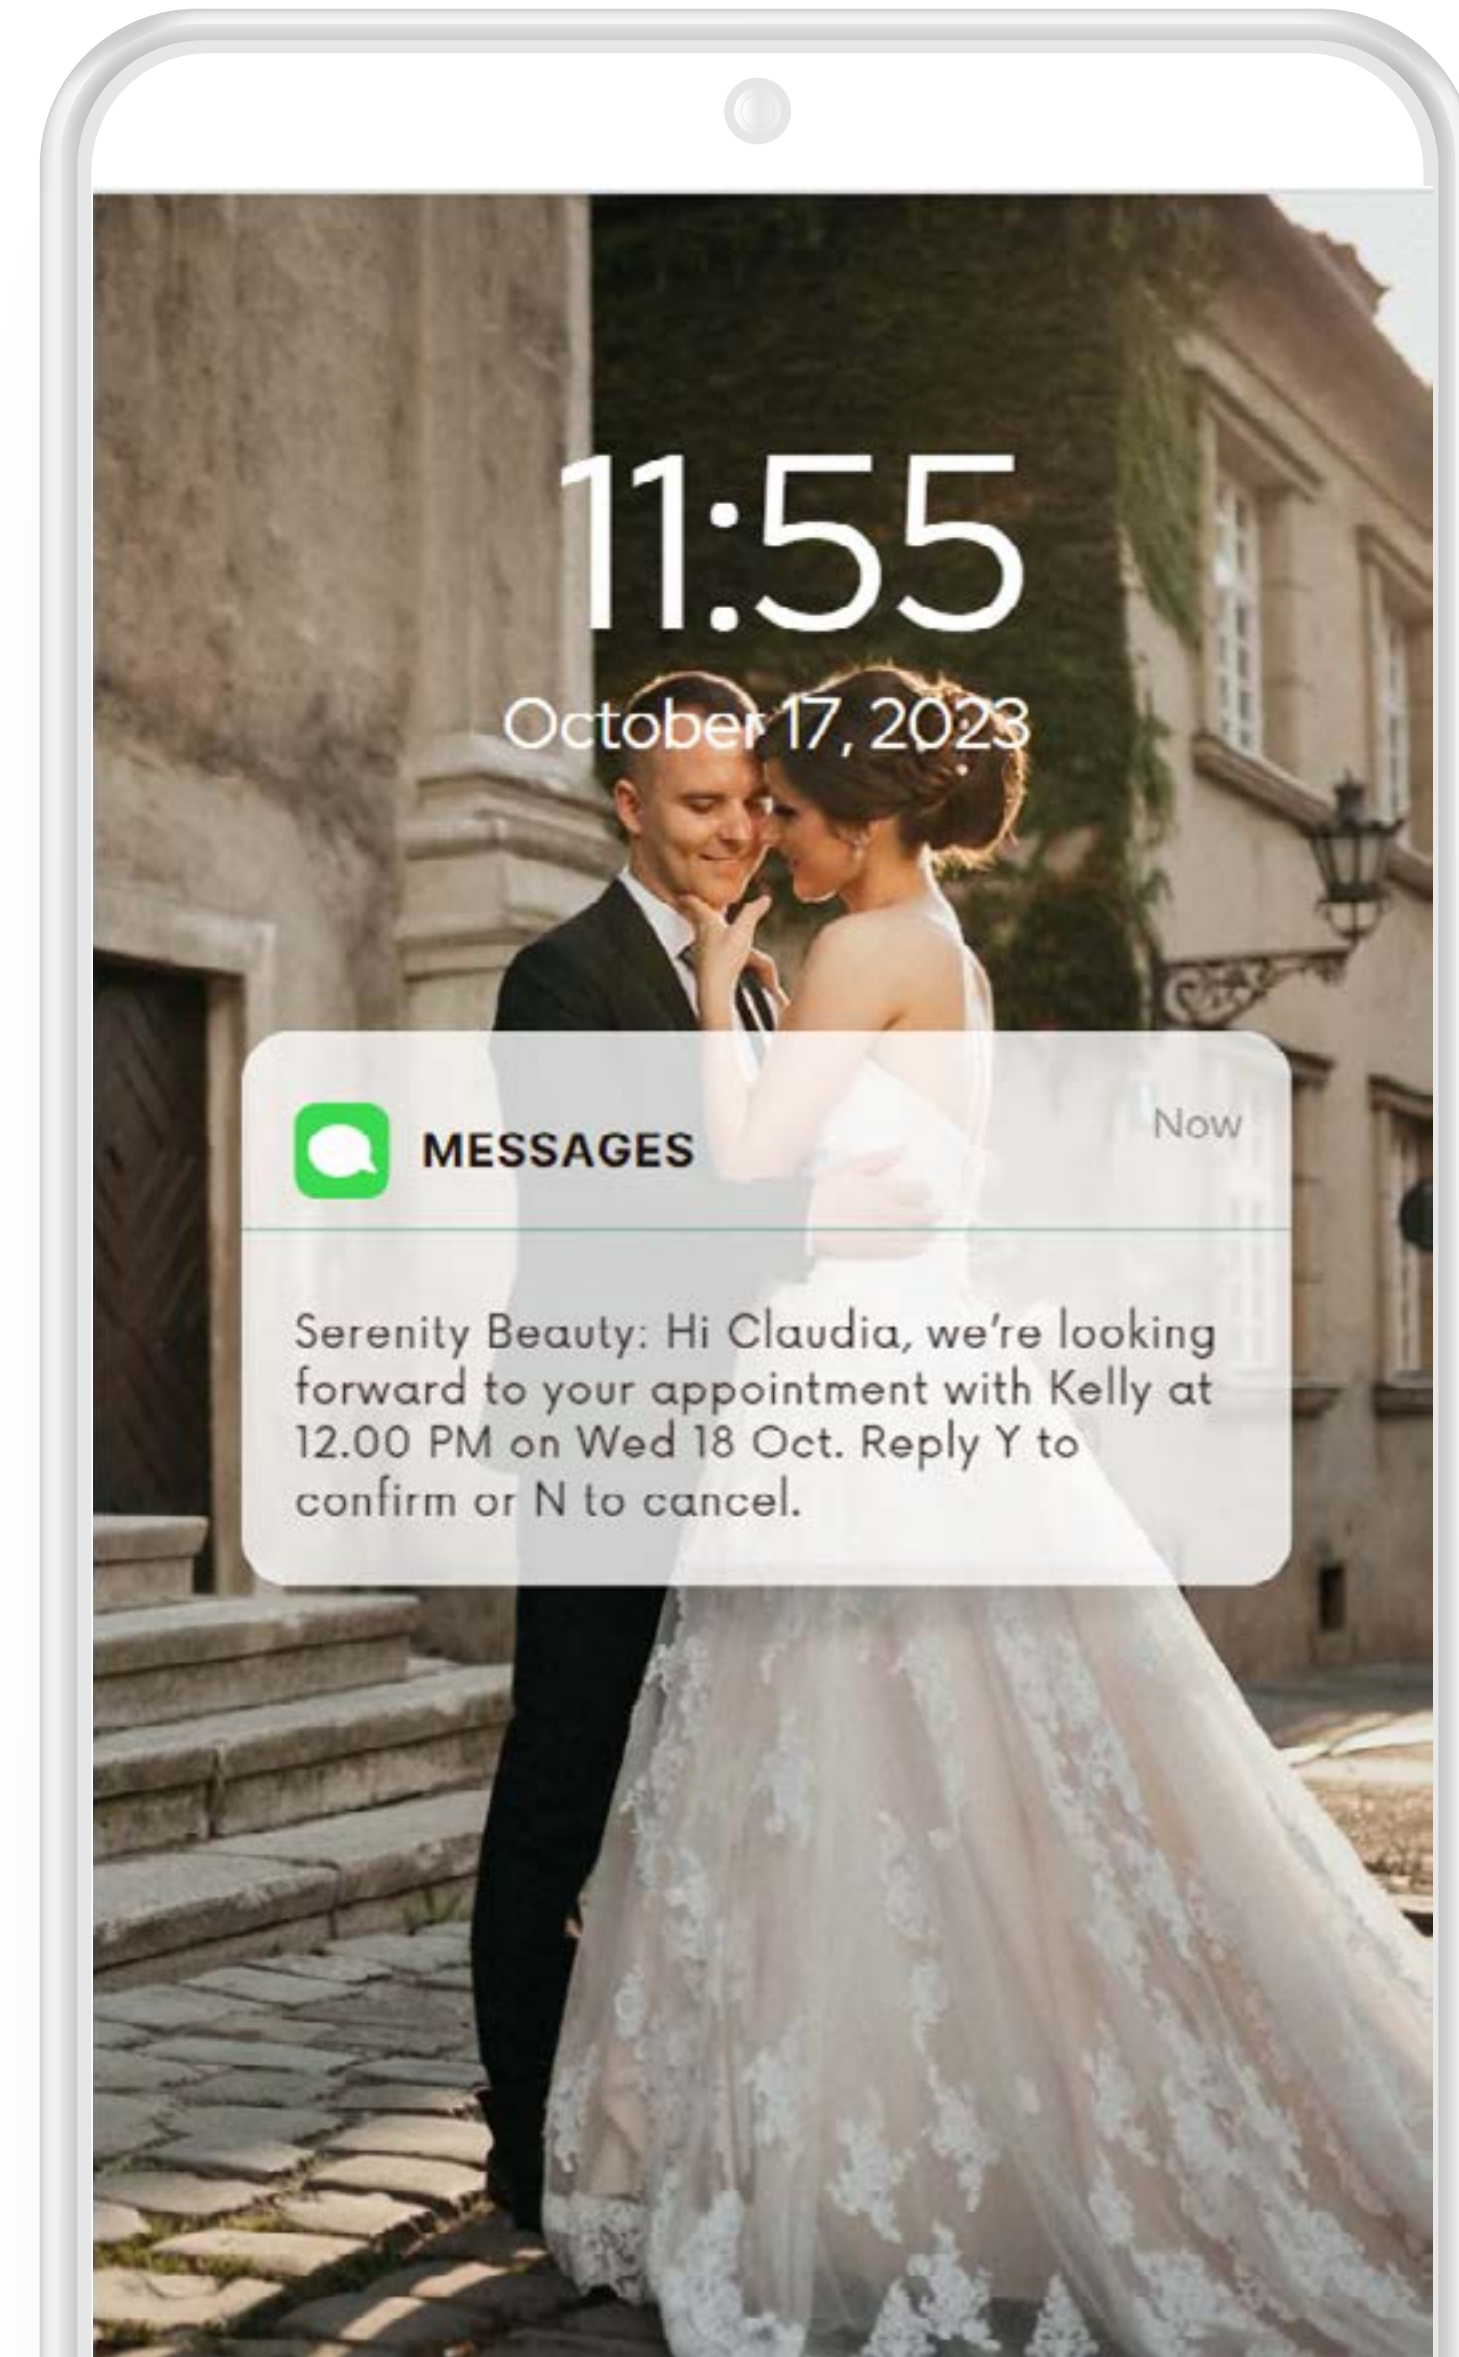 11:55
October 17, 2023
MESSAGES
Now
Serenity Beauty: Hi Claudia, we're looking
forward to your appointment with Kelly at
12.00 PM on Wed 18 Oct. Reply Y to
confirm or N to cancel.